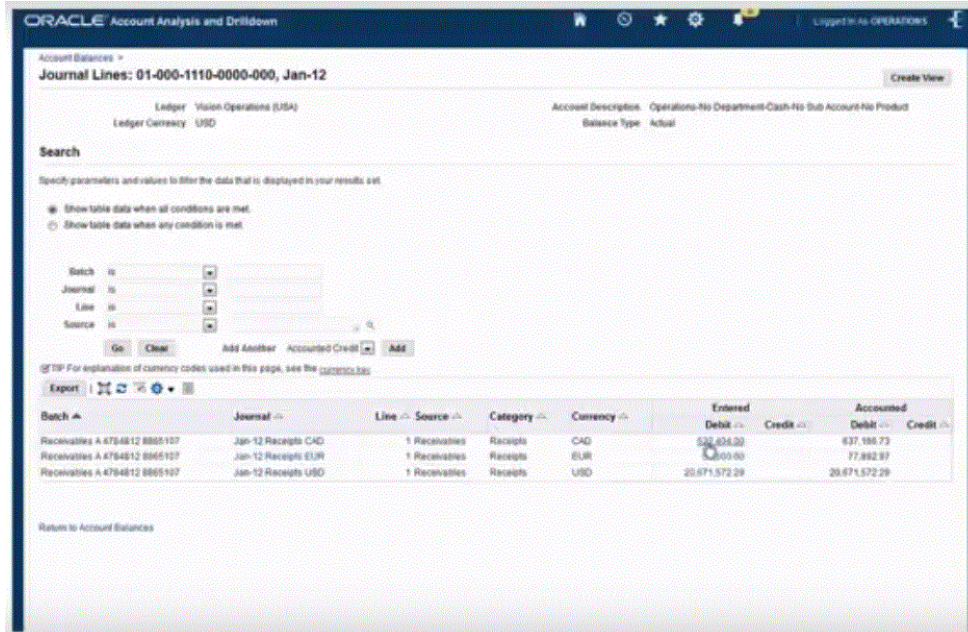 ORACLE Account Analysis and Drilldown
Logged In As OPERATIONS
Account Balances >
Journal Lines: 01-000-1110-0000-000, Jan-12
Create View
Ledger Vision Operations (USA)
Account Description Operations-No Department-Cash-No Sub Account-No Product
Ledger Currency USD
Balance Type Actual
Search
Specify parameters and values to filter the data that is displayed in your results set.
Show table data when all conditions are met.
Show table data when any condition is met.
Batch is
Journal is
Line is
Source is
Go Clear Add Another Accounted Credit Add
TIP For explanation of currency codes used in this page, see the currency key
Export
Entered Accounted
Batch Journal Line Source Category Currency Debit Credit Debit Credit
Receivables A 4784812 8865107 Jan-12 Receipts CAD 1 Receivables Receipts CAD 637,166.73
Receivables A 4784812 8865107 Jan-12 Receipts EUR 1 Receivables Receipts EUR 77,892.97
Receivables A 4784812 8865107 Jan-12 Receipts USD 1 Receivables Receipts USD 20,671,572.29 20,671,572.29
Return to Account Balances